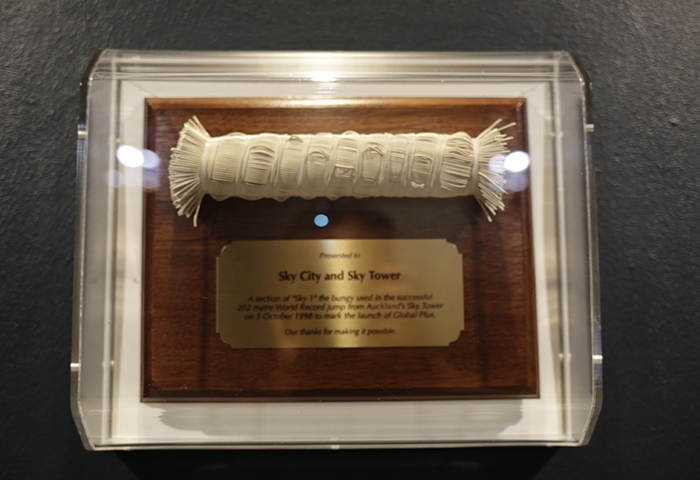 Presented to
Sky City and Sky Tower
A section of "Sky 1" the bungy used in the successful
202 metre World Record jump from Auckland's Sky Tower
on 5 October 1998 to mark the launch of Global Plus.
Our thanks for making it possible.